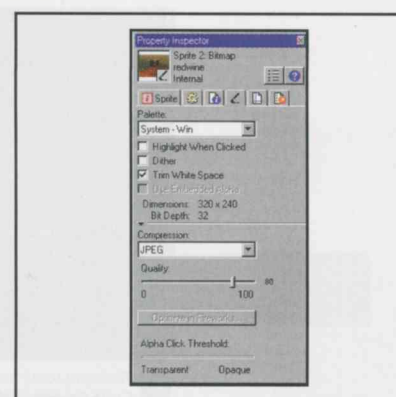 Property Inspector
Sprite 2: Bitmap
redwine
Internal
Sprite
Palette:
System - Win
Highlight When Clicked
Dither
Trim White Space
Use Embedded Alpha
Dimensions: 320 x 240
Bit Depth: 32
Compression:
JPEG
Quality:
80
0 100
Optimize in Fireworks...
Alpha Click Threshold:
Transparent Opaque